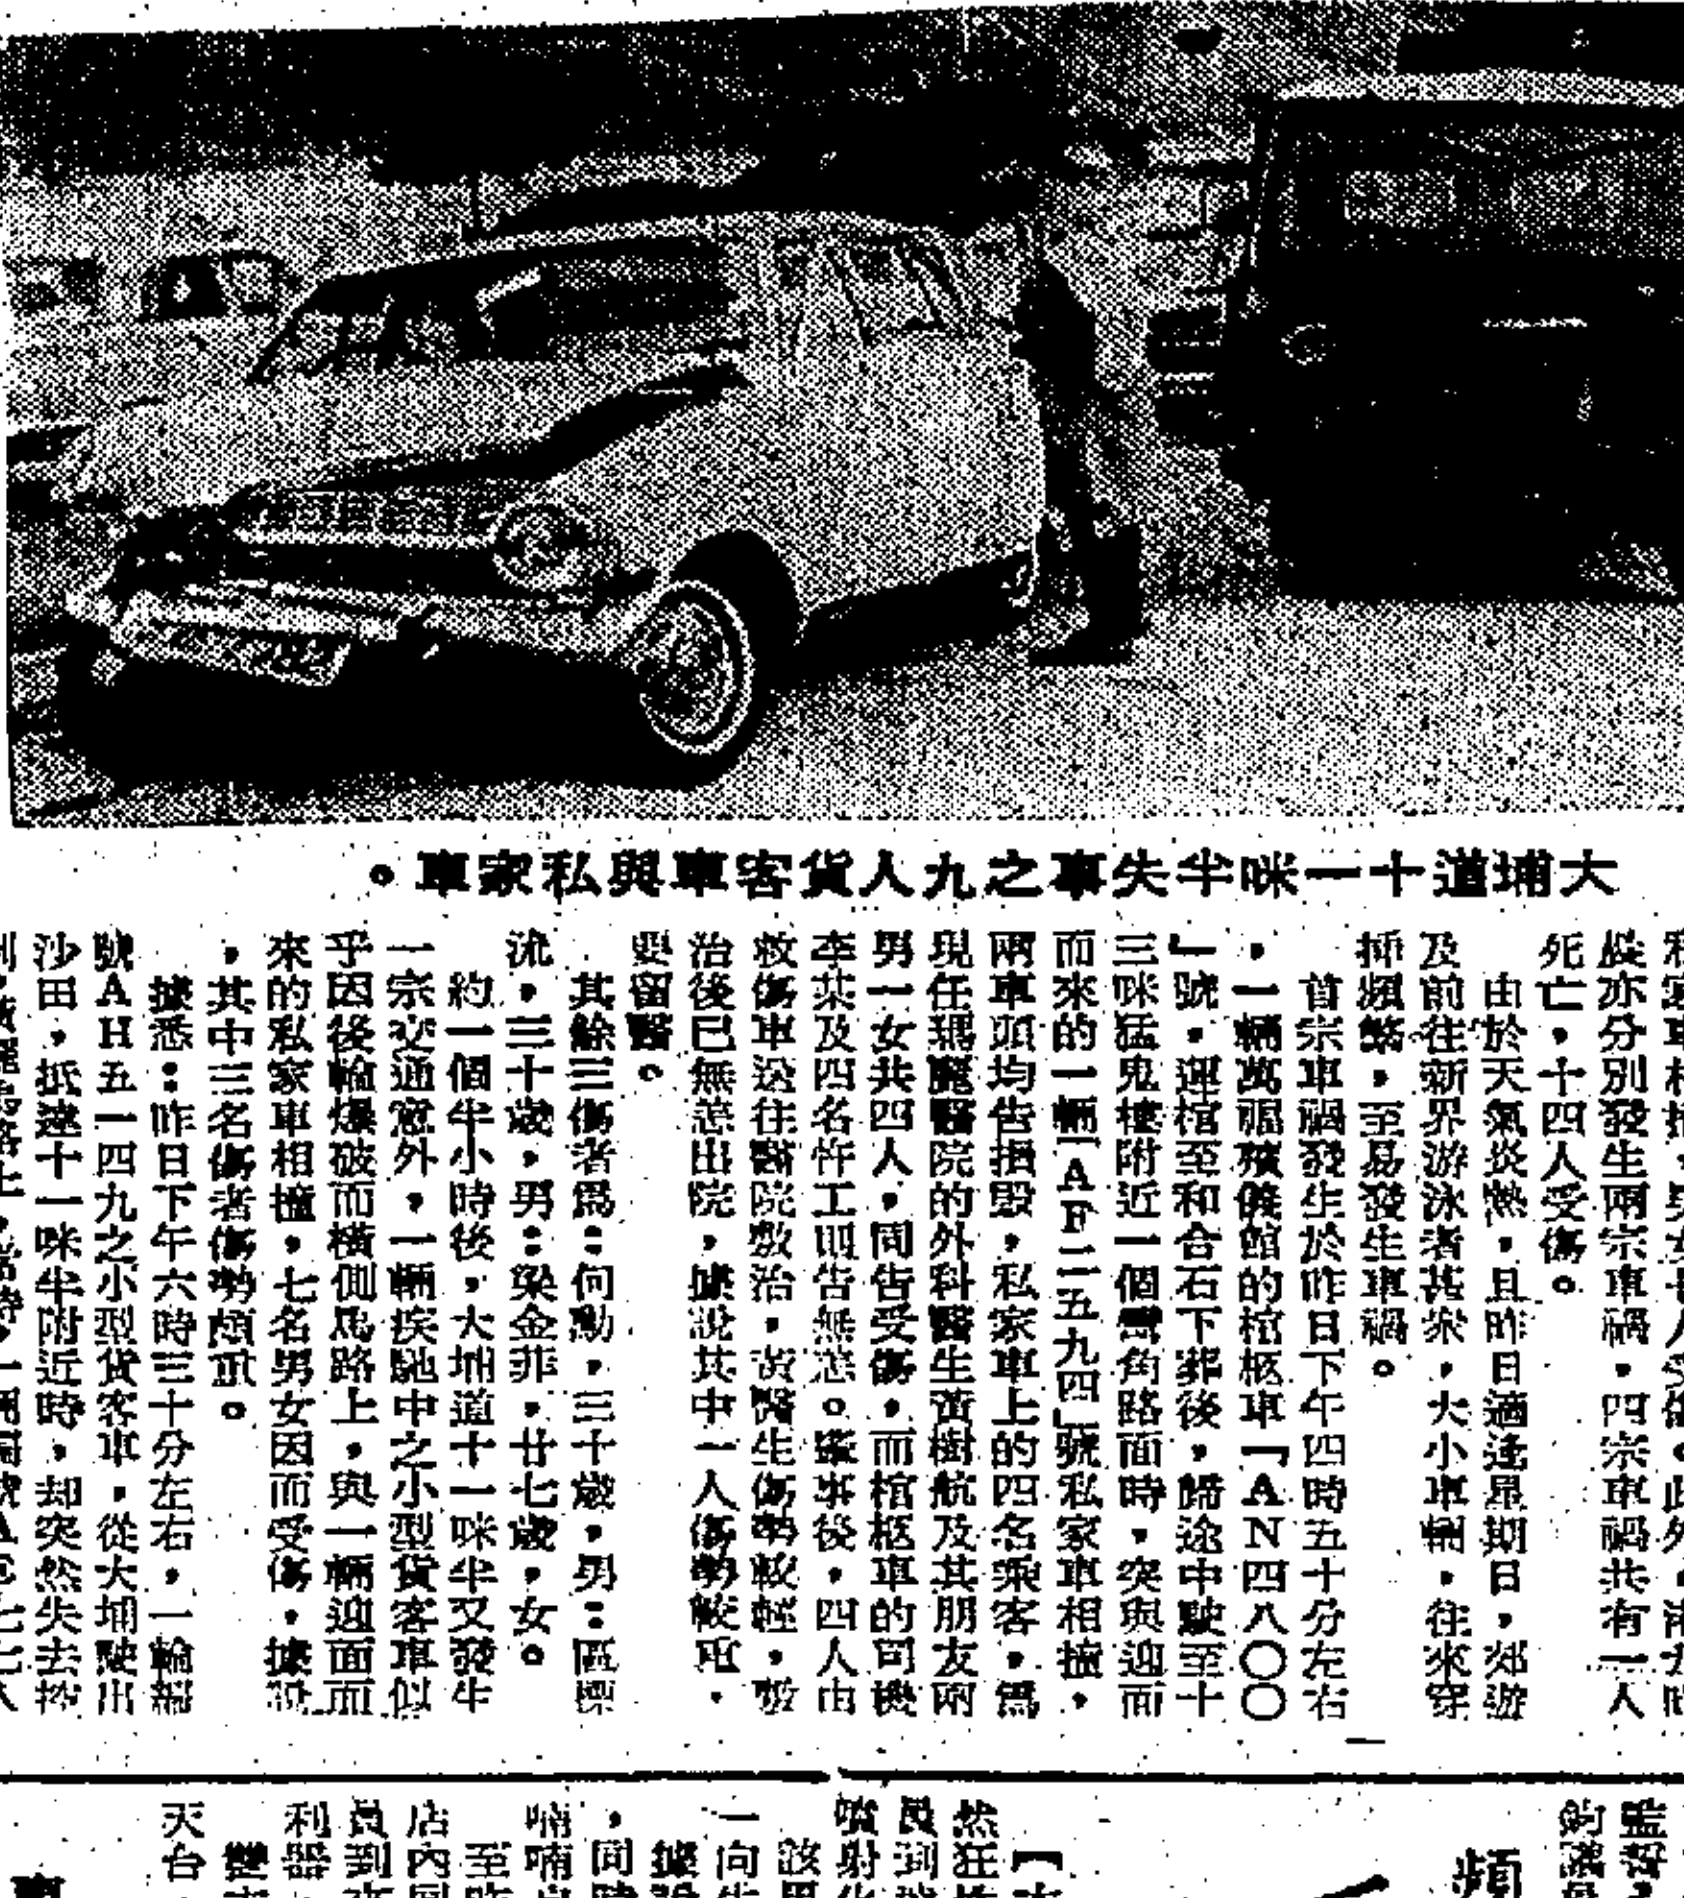 大埔道十一咪半失事之九人貨客車與私家車。
死亡，十四人受傷。
由於天氣炎熱，且昨日適逢星期日，郊遊
及前往新界游泳者甚衆，大小車輛，往來穿
插頻繁，至易發生車禍。
首宗車禍發生於昨日下午四時五十分左右
，一輛萬福殯儀館的棺柩車「AN四八〇〇
」號，運棺至和合石下葬後，歸途中駛至十
三咪猛鬼橋附近一個彎角路面時，突與迎面
而來的一輛「AF二五九四」號私家車相撞，
兩車車頭均告損毀，私家車上的四名乘客，爲
現任瑪麗醫院的外科醫生黃樹航及其朋友兩
男一女共四人，同告受傷，而棺柩車的司機
李某及四名仵工則告無恙。肇事後，四人由
救傷車送往醫院敷治，黃醫生傷勢較輕，敷
治後已無恙出院，據說其中一人傷勢較重，
要留醫。
其餘三傷者爲：何勳，三十歲，男：區標
流，三十歲，男：梁金菲，廿七歲，女。
約一個半小時後，大埔道十一咪半又發生
一宗交通意外，一輛疾馳中之小型貨客車似
乎因後輪爆破而橫側馬路上，與一輛迎面而
來的私家車相撞，七名男女因而受傷，據說
，其中三名傷者傷勢頗重。
據悉：昨日下午六時三十分左右，一輪編
號AH五一四九之小型貨客車，從大埔駛出
沙田，抵達十一咪半附近時，却突然失去控